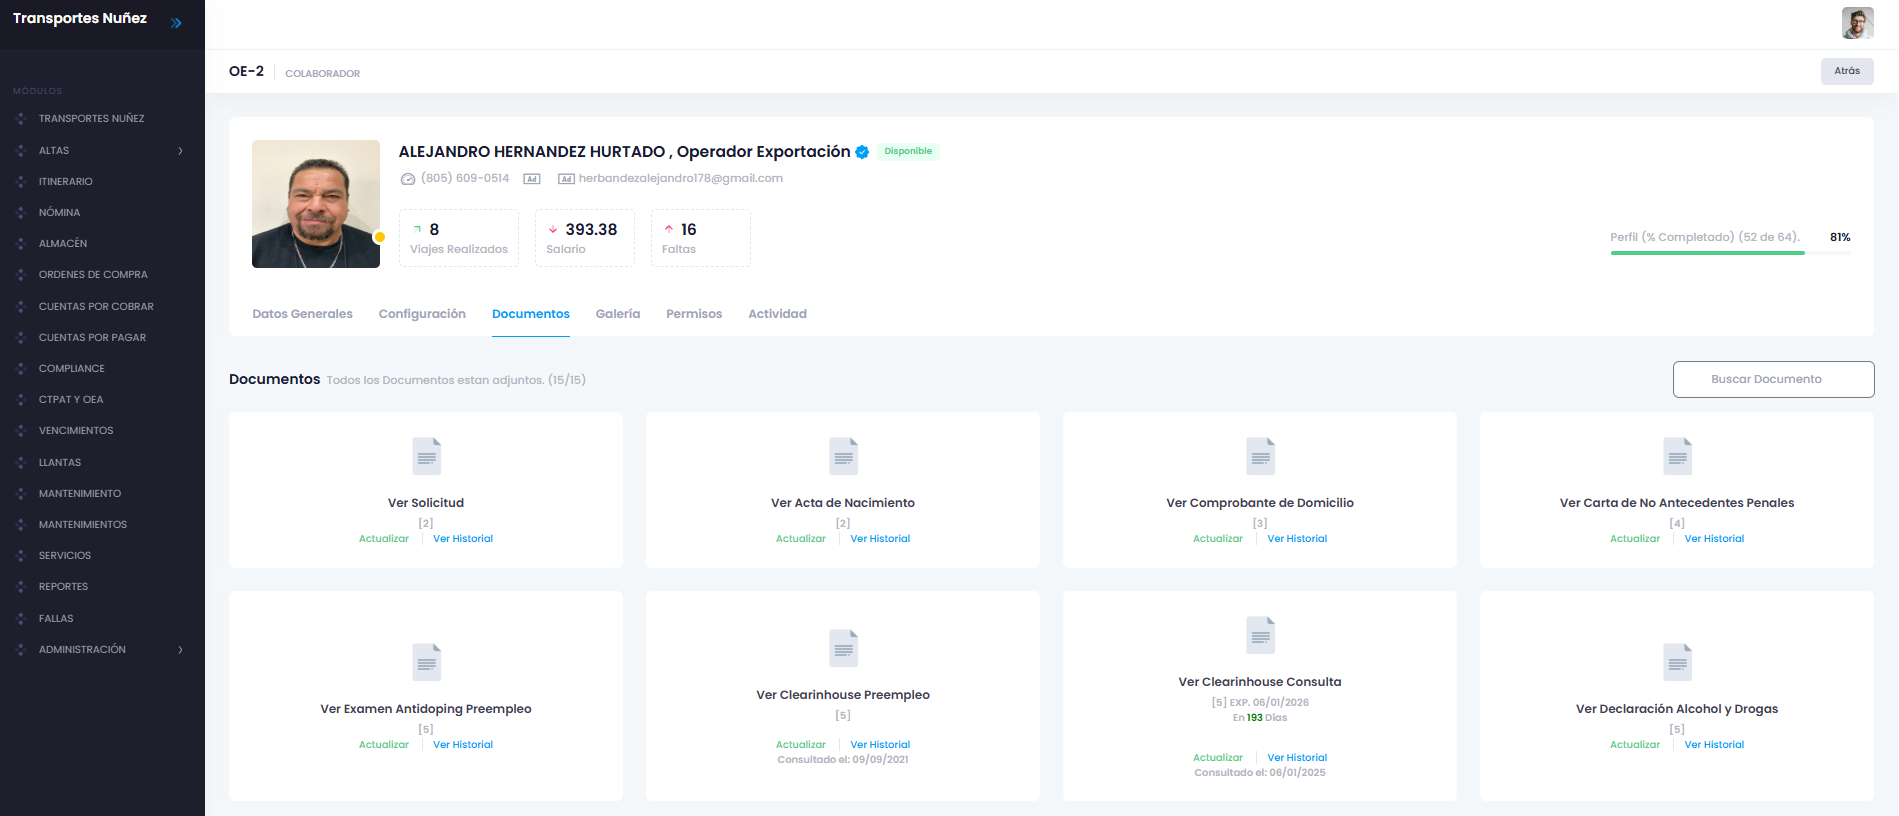 Transportes Nuñez
OE-2
COLABORADOR
Atrás
MÓDULOS
TRANSPORTES NUÑEZ
ALTAS
ITINERARIO
NÓMINA
ALMACÉN
ORDENES DE COMPRA
CUENTAS POR COBRAR
CUENTAS POR PAGAR
COMPLIANCE
CTPAT Y OEA
VENCIMIENTOS
LLANTAS
MANTENIMIENTO
MANTENIMIENTOS
SERVICIOS
REPORTES
FALLAS
ADMINISTRACIÓN
ALEJANDRO HERNANDEZ HURTADO , Operador Exportación
Disponible
(805) 609-0514
Ad
Ad herbandezalejandro178@gmail.com
8
Viajes Realizados
393.38
Salario
16
Faltas
Perfil (% Completado) (52 de 64). 81%
Datos Generales Configuración Documentos Galería Permisos Actividad
Documentos Todos los Documentos estan adjuntos. (15/15)
Buscar Documento
Ver Solicitud
[2]
Actualizar Ver Historial
Ver Acta de Nacimiento
[2]
Actualizar Ver Historial
Ver Comprobante de Domicilio
[3]
Actualizar Ver Historial
Ver Carta de No Antecedentes Penales
[4]
Actualizar Ver Historial
Ver Examen Antidoping Preempleo
[5]
Actualizar Ver Historial
Ver Clearinhouse Preempleo
[5]
Actualizar Ver Historial
Consultado el: 09/09/2021
Ver Clearinhouse Consulta
[5] EXP. 06/01/2026
En 193 Días
Actualizar Ver Historial
Consultado el: 06/01/2025
Ver Declaración Alcohol y Drogas
[5]
Actualizar Ver Historial